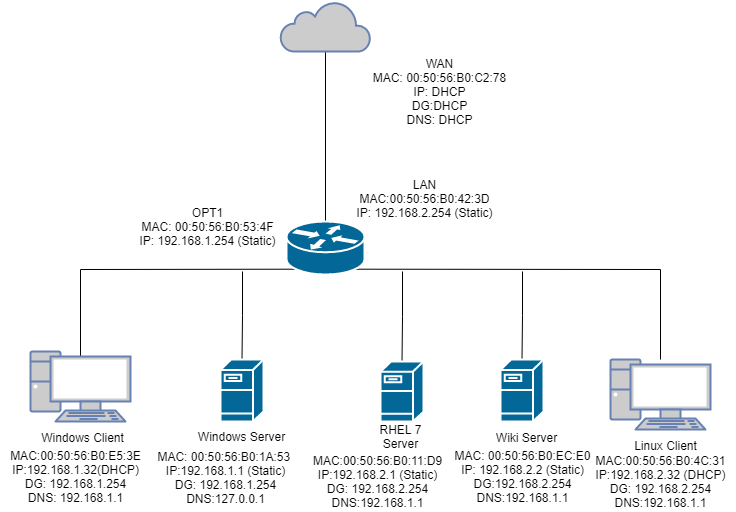 WAN
MAC: 00:50:56:B0:C2:78
IP: DHCP
DG:DHCP
DNS: DHCP
LAN
MAC:00:50:56:B0:42:3D
IP: 192.168.2.254 (Static)
OPT1
MAC: 00:50:56:B0:53:4F
IP: 192.168.1.254 (Static)
Windows Client
MAC:00:50:56:B0:E5:3E
IP:192.168.1.32(DHCP)
DG: 192.168.1.254
DNS: 192.168.1.1
Windows Server
MAC: 00:50:56:B0:1A:53
IP:192.168.1.1 (Static)
DG: 192.168.1.254
DNS:127.0.0.1
RHEL 7
Server
MAC:00:50:56:B0:11:D9
IP:192.168.2.1 (Static)
DG: 192.168.2.254
DNS:192.168.1.1
Wiki Server
MAC: 00:50:56:B0:EC:E0
IP: 192.168.2.2 (Static)
DG:192.168.2.254
DNS:192.168.1.1
Linux Client
MAC:00:50:56:B0:4C:31
IP:192.168.2.32 (DHCP)
DG: 192.168.2.254
DNS:192.168.1.1